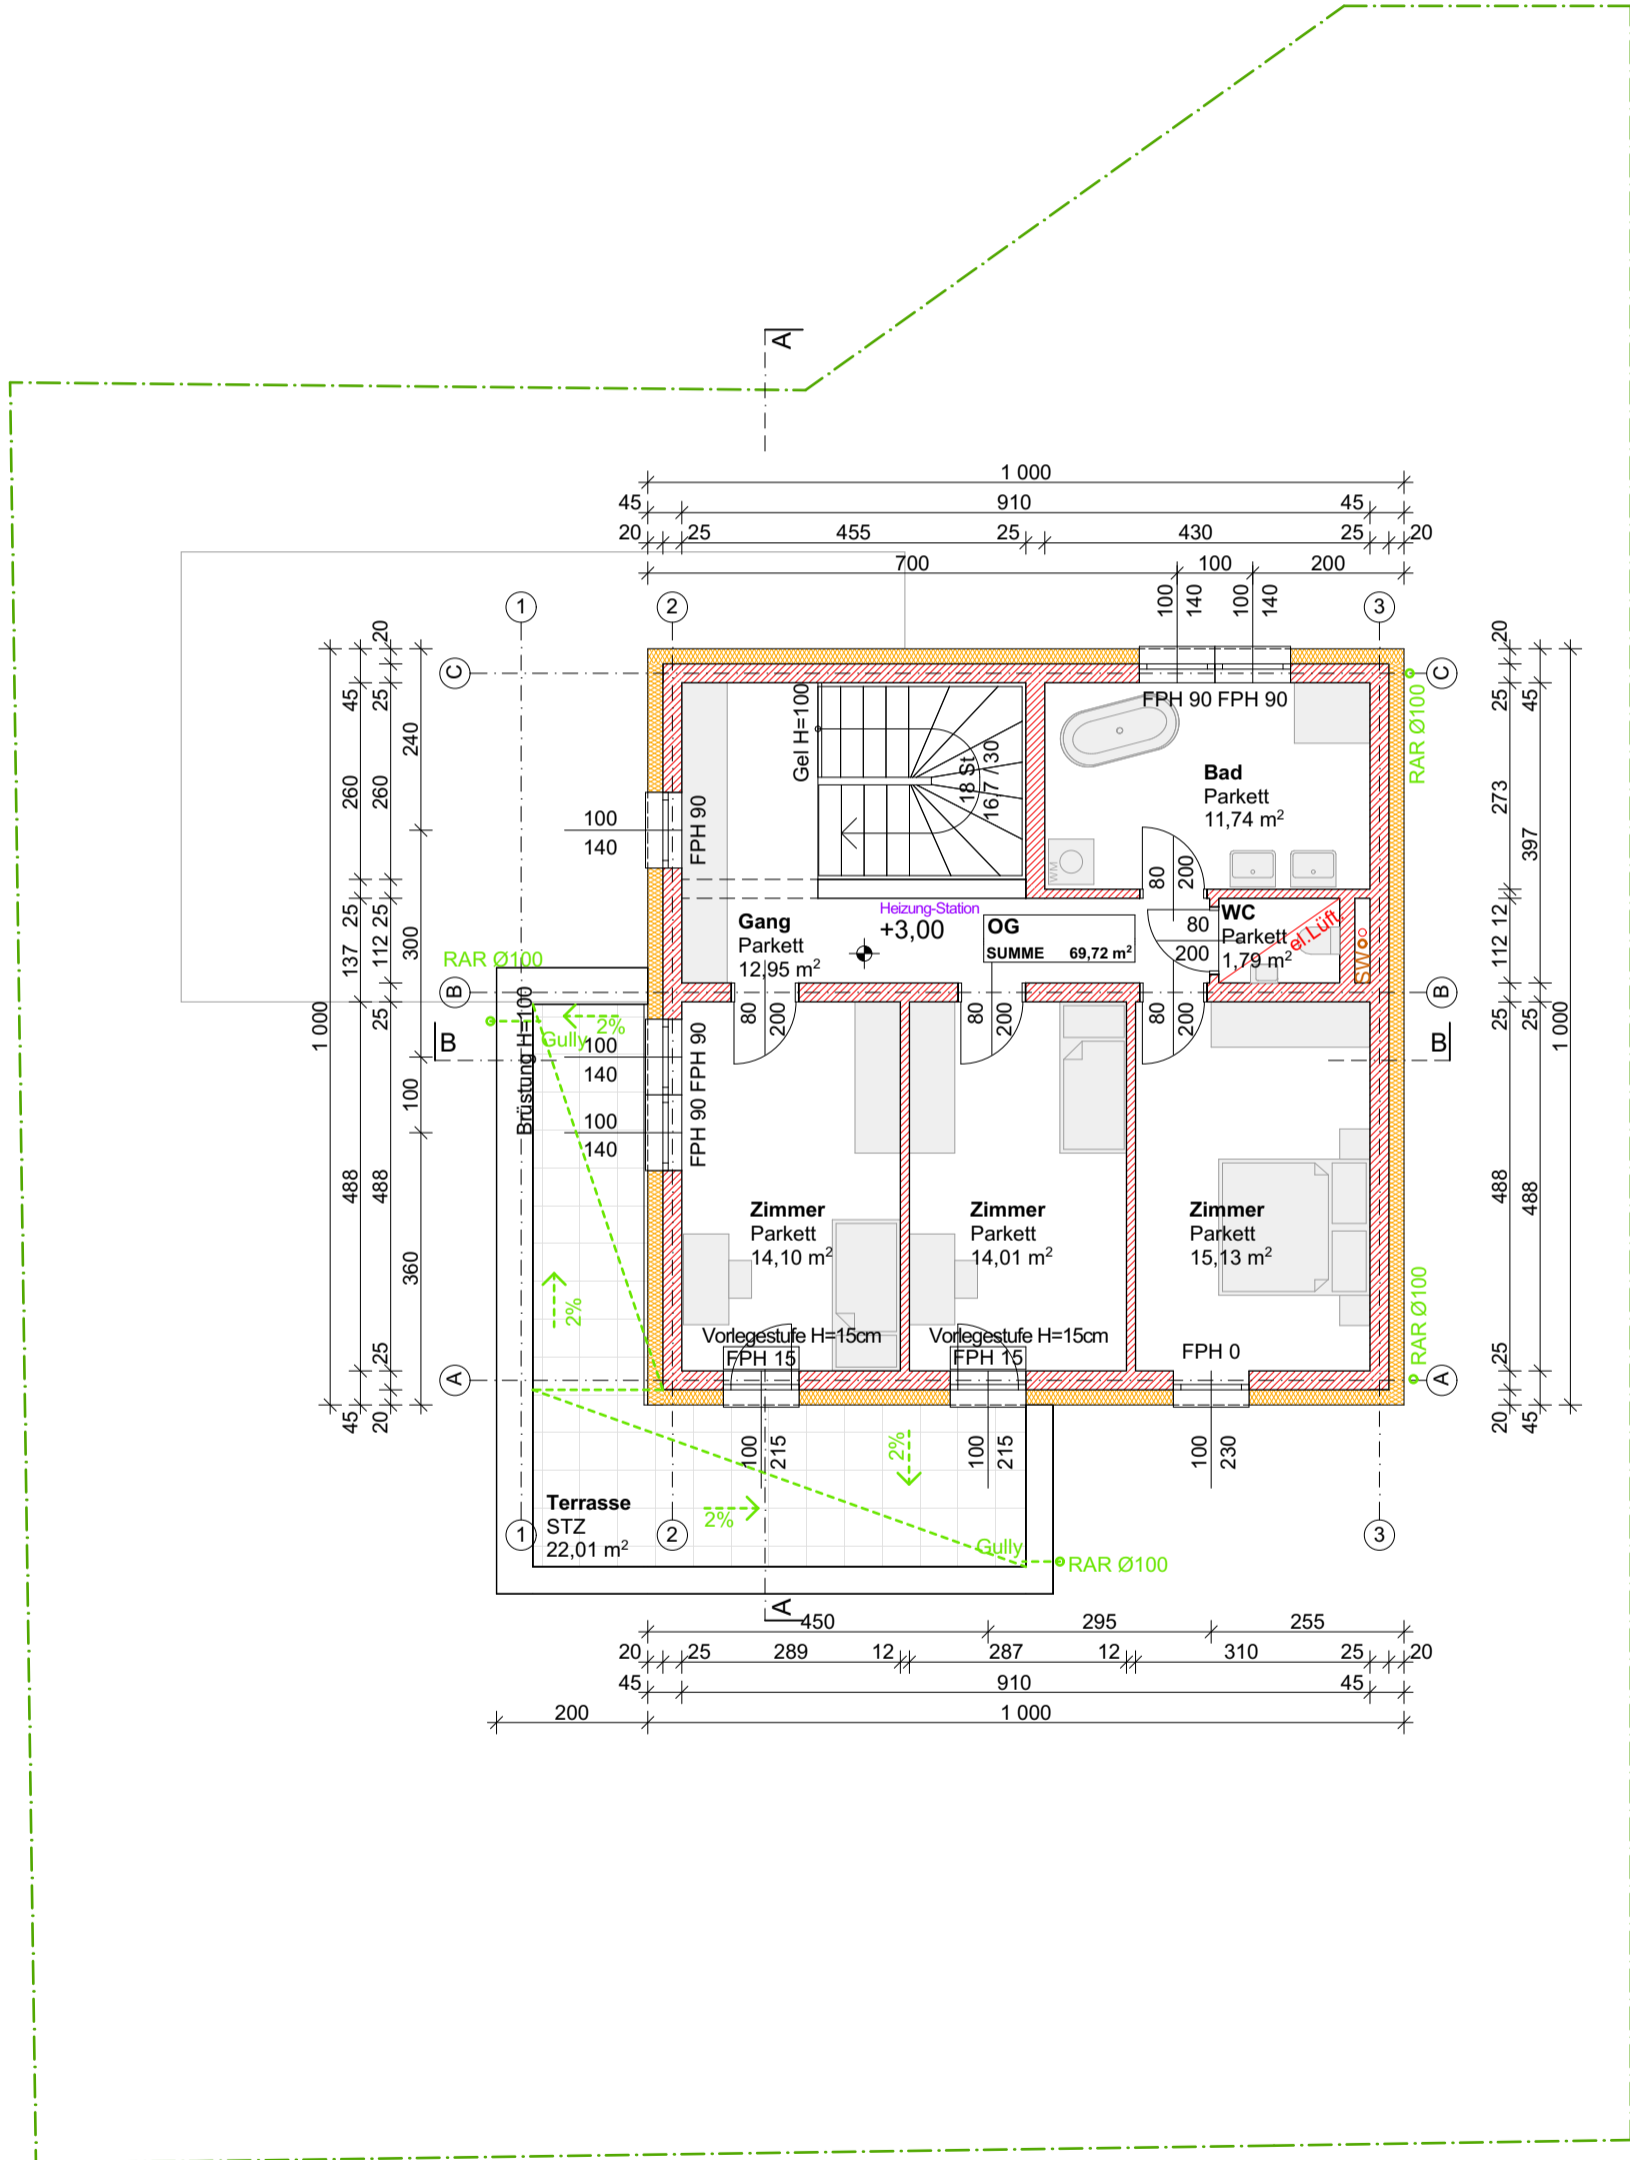 A
1 000
45
910
45
20
25
455
25
430
25
20
700
100
200
100
140
100
140
1
2
3
C
C
20
45
25
240
260
260
1 000
25
25
137
112
300
25
100
488
488
360
25
45
20
20
25
45
273
397
112
112
25
25
1 000
488
488
25
20
45
Gel H=100
18 St
16,7 / 30
FPH 90 FPH 90
RAR Ø100
Bad
Parkett
11,74 m²
100
140
FPH 90
WM
80
200
Heizung-Station
+3,00
Gang
Parkett
12,95 m²
OG
SUMME 69,72 m²
80
200
WC
Parkett
1,79 m²
el.Lüft.
SW
RAR Ø100
B
B
B
B
Brüstung H=100
2%
Gully
100
140
100
140
FPH 90 FPH 90
80
200
80
200
80
200
Zimmer
Parkett
14,10 m²
Zimmer
Parkett
14,01 m²
Zimmer
Parkett
15,13 m²
2%
RAR Ø100
Vorlegestufe H=15cm
FPH 15
Vorlegestufe H=15cm
FPH 15
FPH 0
A
A
100
215
100
215
100
230
2%
2%
Terrasse
STZ
22,01 m²
1
2
3
Gully
RAR Ø100
A
450
295
255
20
25
289
12
287
12
310
25
20
45
910
45
200
1 000